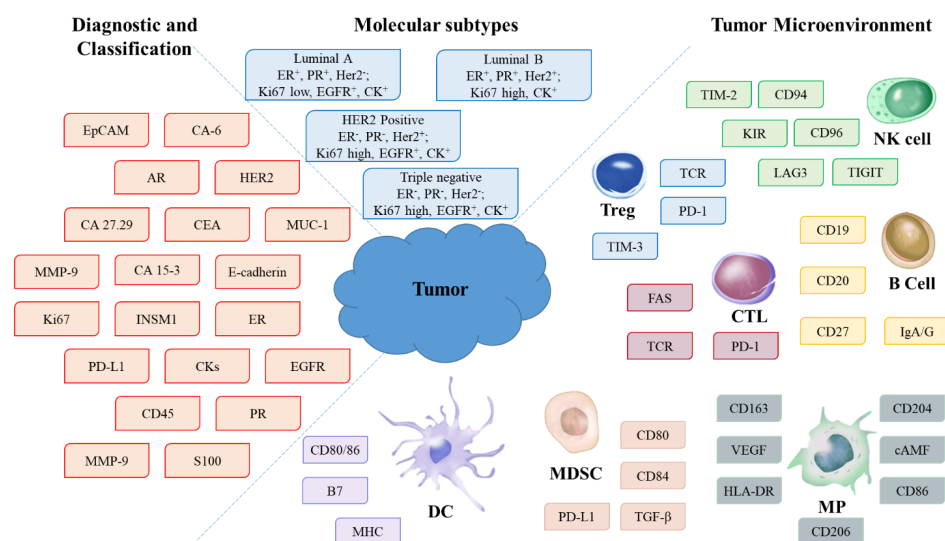 Diagnostic and
Classification
Molecular subtypes
Tumor Microenvironment
Luminal A
ER⁺, PR⁺, Her2⁻;
Ki67 low, EGFR⁺, CK⁺
Luminal B
ER⁺, PR⁺, Her2⁺;
Ki67 high, CK⁺
HER2 Positive
ER⁻, PR⁻, Her2⁺;
Ki67 high, EGFR⁺, CK⁺
Triple negative
ER⁻, PR⁻, Her2⁻;
Ki67 high, EGFR⁺, CK⁺
EpCAM
CA-6
AR
HER2
CA 27.29
CEA
MUC-1
MMP-9
CA 15-3
E-cadherin
Ki67
INSM1
ER
PD-L1
CKs
EGFR
CD45
PR
MMP-9
S100
Tumor
TIM-2
CD94
KIR
CD96
LAG3
TIGIT
NK cell
Treg
TCR
PD-1
TIM-3
CD19
CD20
CD27
IgA/G
B Cell
FAS
CTL
TCR
PD-1
CD80/86
B7
MHC
DC
MDSC
CD80
CD84
PD-L1
TGF-β
CD163
CD204
VEGF
cAMF
HLA-DR
CD86
MP
CD206